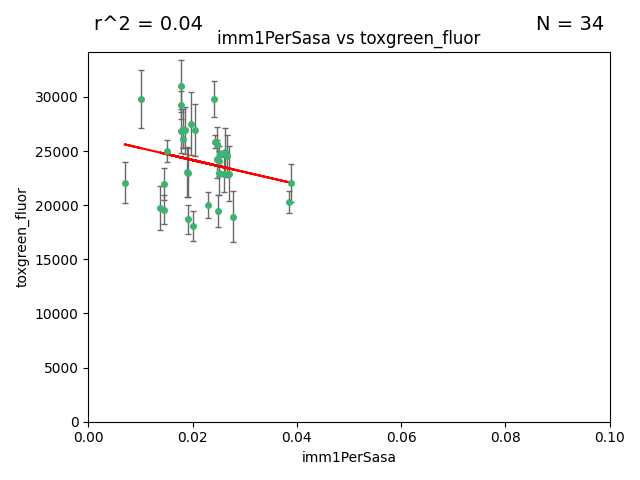 r^2 = 0.04
N = 34
imm1PerSasa vs toxgreen_fluor
30000
25000
20000
15000
10000
5000
0
toxgreen_fluor
0.00 0.02 0.04 0.06 0.08 0.10
imm1PerSasa